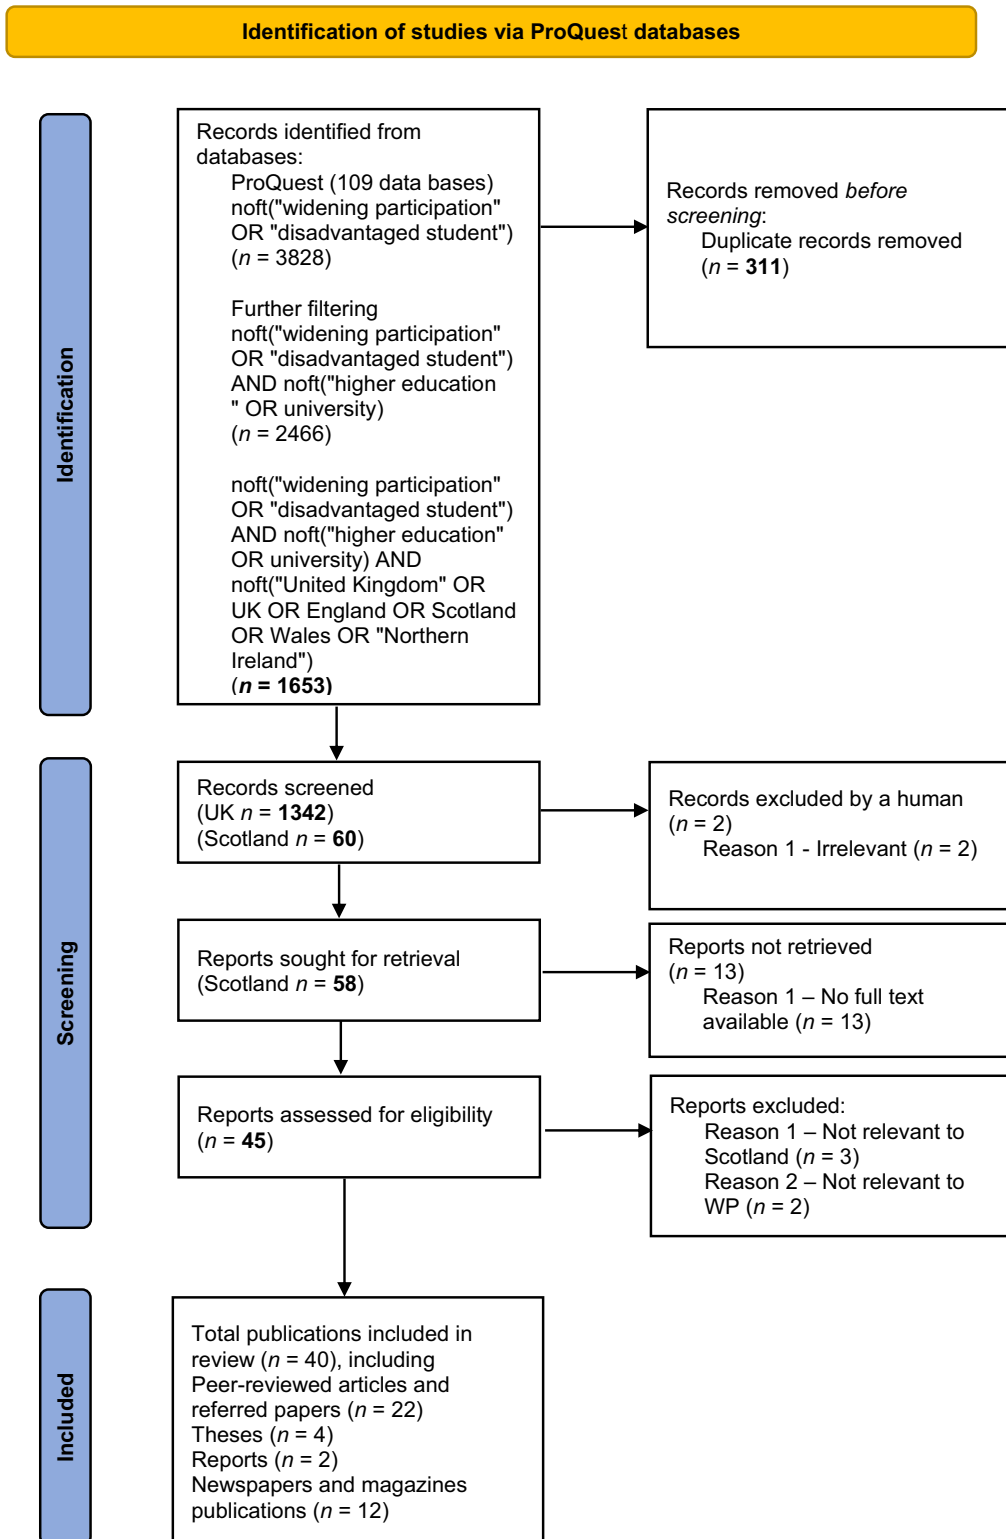 Identification of studies via ProQuest databases
Identification
Records identified from
databases:
ProQuest (109 data bases)
noft("widening participation"
OR "disadvantaged student")
(n = 3828)
Further filtering
noft("widening participation"
OR "disadvantaged student")
AND noft("higher education
" OR university)
(n = 2466)
noft("widening participation"
OR "disadvantaged student")
AND noft("higher education"
OR university) AND
noft("United Kingdom" OR
UK OR England OR Scotland
OR Wales OR "Northern
Ireland")
(n = 1653)
Records removed before
screening:
Duplicate records removed
(n = 311)
Screening
Records screened
(UK n = 1342)
(Scotland n = 60)
Records excluded by a human
(n = 2)
Reason 1 - Irrelevant (n = 2)
Reports sought for retrieval
(Scotland n = 58)
Reports not retrieved
(n = 13)
Reason 1 – No full text
available (n = 13)
Reports assessed for eligibility
(n = 45)
Reports excluded:
Reason 1 – Not relevant to
Scotland (n = 3)
Reason 2 – Not relevant to
WP (n = 2)
Included
Total publications included in
review (n = 40), including
Peer-reviewed articles and
referred papers (n = 22)
Theses (n = 4)
Reports (n = 2)
Newspapers and magazines
publications (n = 12)